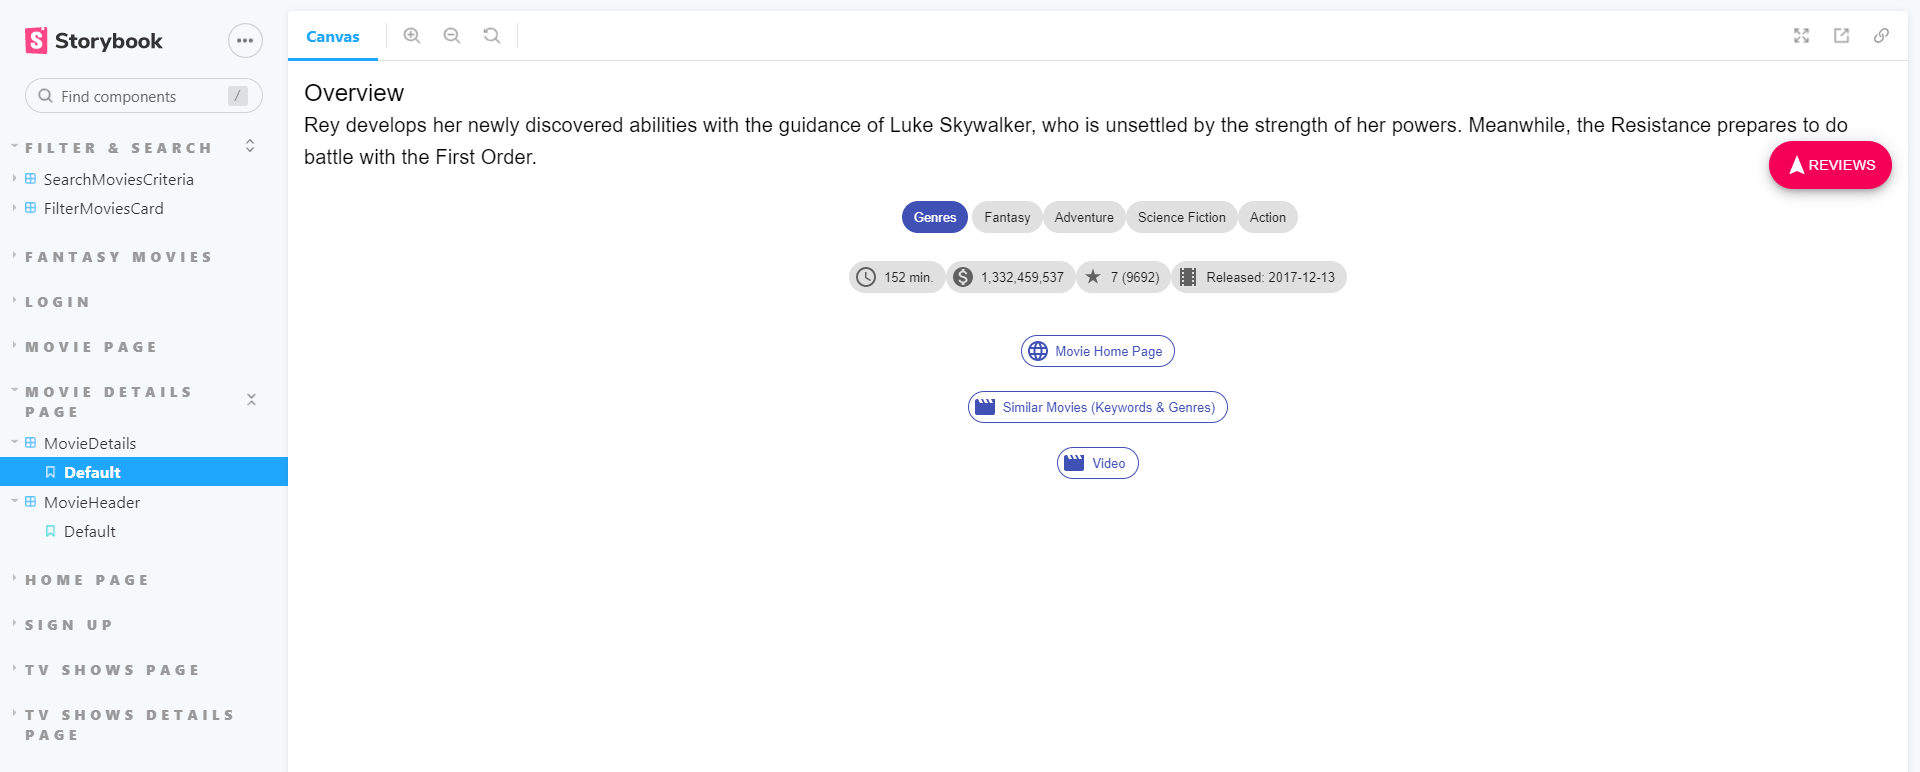 Storybook
Find components
/
FILTER & SEARCH
SearchMoviesCriteria
FilterMoviesCard
FANTASY MOVIES
LOGIN
MOVIE PAGE
MOVIE DETAILS
PAGE
MovieDetails
Default
MovieHeader
Default
HOME PAGE
SIGN UP
TV SHOWS PAGE
TV SHOWS DETAILS
PAGE
Canvas
Overview
Rey develops her newly discovered abilities with the guidance of Luke Skywalker, who is unsettled by the strength of her powers. Meanwhile, the Resistance prepares to do
battle with the First Order.
REVIEWS
Genres Fantasy Adventure Science Fiction Action
152 min. 1,332,459,537 7 (9692) Released: 2017-12-13
Movie Home Page
Similar Movies (Keywords & Genres)
Video